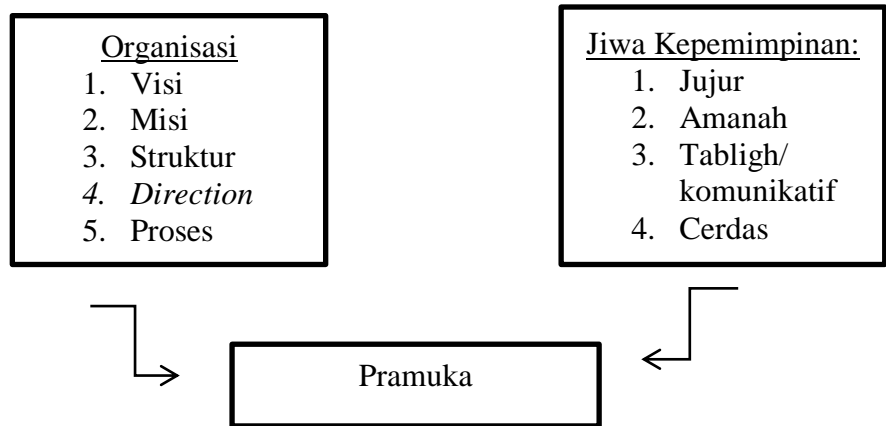 Organisasi
1. Visi
2. Misi
3. Struktur
4. Direction
5. Proses
Jiwa Kepemimpinan:
1. Jujur
2. Amanah
3. Tabligh/
komunikatif
4. Cerdas
Pramuka